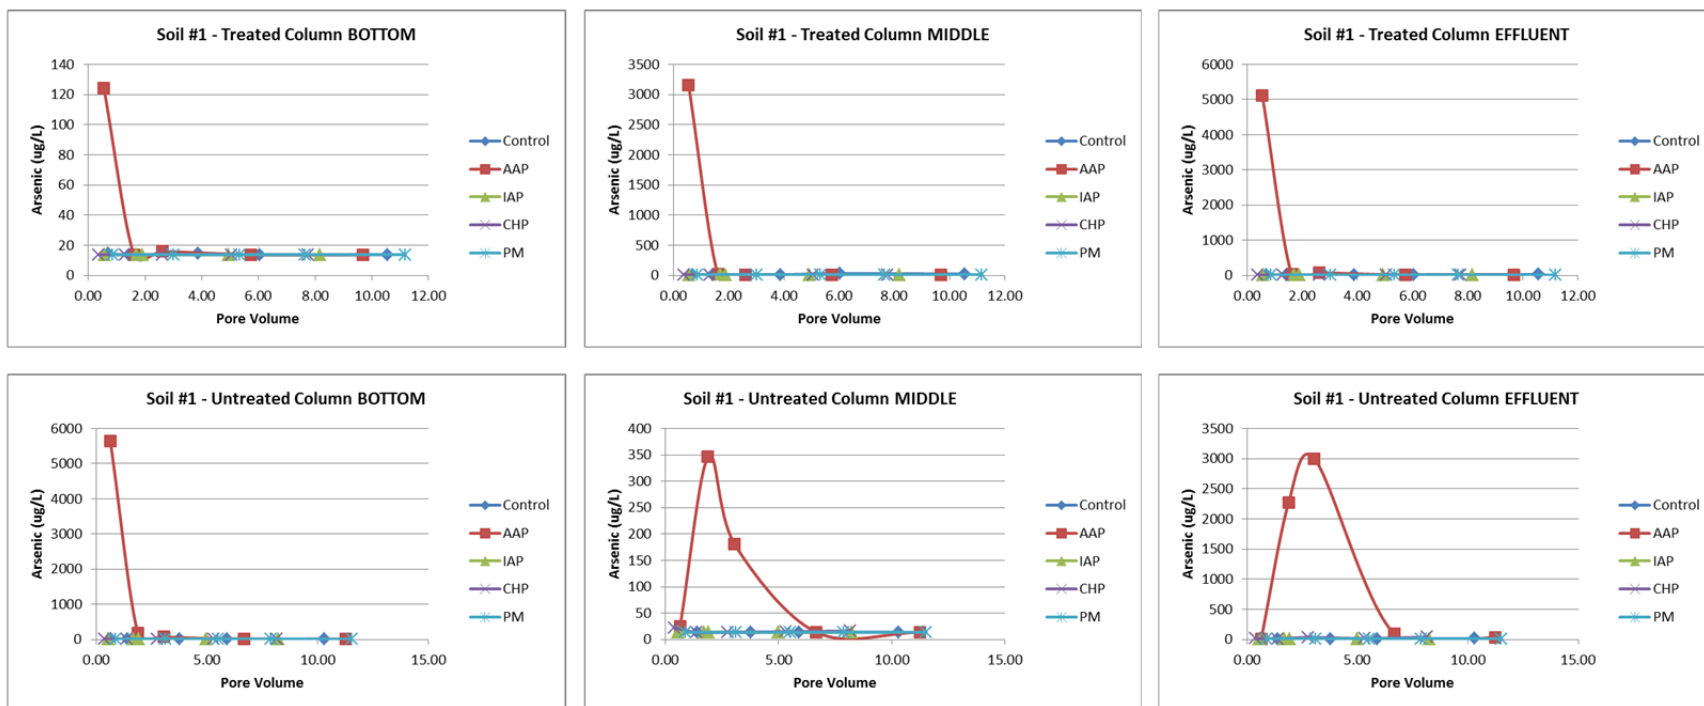 Soil #1 - Treated Column BOTTOM
Arsenic (ug/L)
140
120
100
80
60
40
20
0
0.00 2.00 4.00 6.00 8.00 10.00 12.00
Pore Volume
Control
AAP
IAP
CHP
PM
Soil #1 - Treated Column MIDDLE
Arsenic (ug/L)
3500
3000
2500
2000
1500
1000
500
0
0.00 2.00 4.00 6.00 8.00 10.00 12.00
Pore Volume
Control
AAP
IAP
CHP
PM
Soil #1 - Treated Column EFFLUENT
Arsenic (ug/L)
6000
5000
4000
3000
2000
1000
0
0.00 2.00 4.00 6.00 8.00 10.00 12.00
Pore Volume
Control
AAP
IAP
CHP
PM
Soil #1 - Untreated Column BOTTOM
Arsenic (ug/L)
6000
5000
4000
3000
2000
1000
0
0.00 5.00 10.00 15.00
Pore Volume
Control
AAP
IAP
CHP
PM
Soil #1 - Untreated Column MIDDLE
Arsenic (ug/L)
400
350
300
250
200
150
100
50
0
0.00 5.00 10.00 15.00
Pore Volume
Control
AAP
IAP
CHP
PM
Soil #1 - Untreated Column EFFLUENT
Arsenic (ug/L)
3500
3000
2500
2000
1500
1000
500
0
0.00 5.00 10.00 15.00
Pore Volume
Control
AAP
IAP
CHP
PM